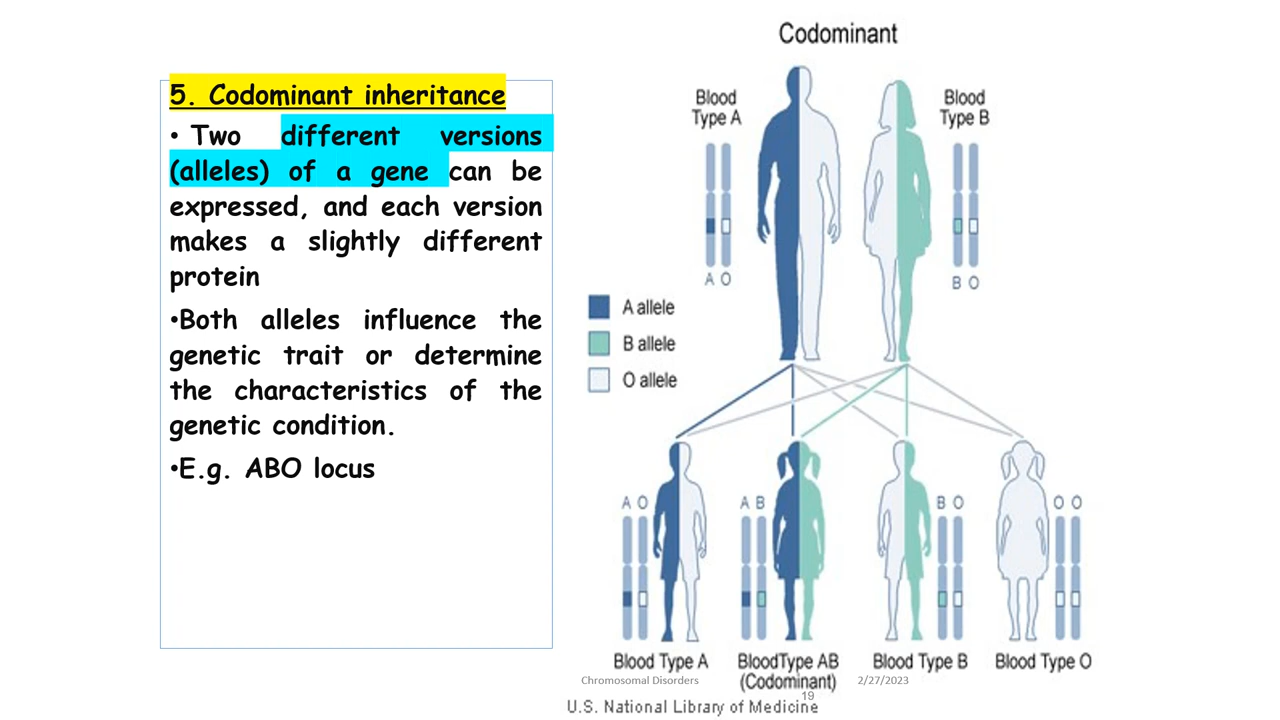 5. Codominant inheritance
• Two different versions
(alleles) of a gene can be
expressed, and each version
makes a slightly different
protein
•Both alleles influence the
genetic trait or determine
the characteristics of the
genetic condition.
•E.g. ABO locus
Codominant
Blood
Type A
Blood
Type B
A O
B O
A allele
B allele
O allele
A O
A B
B O
O O
Blood Type A
BloodType AB
(Codominant)
Blood Type B
Blood Type O
Chromosomal Disorders
2/27/2023
19
U.S. National Library of Medicine